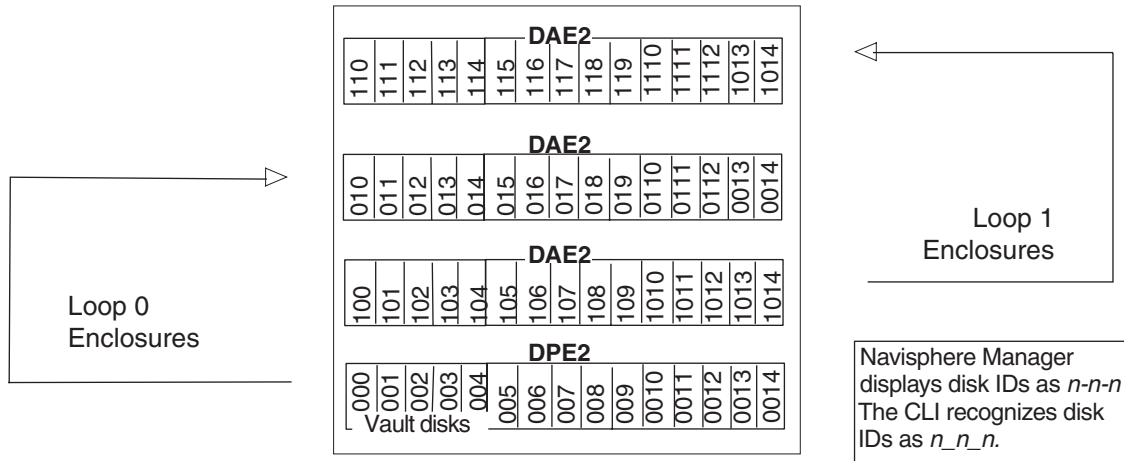 DAE2
110 111 112 113 114 115 116 117 118 119 1110 1111 1112 1013 1014
DAE2
010 011 012 013 014 015 016 017 018 019 0110 0111 0112 0013 0014
Loop 1
Enclosures
DAE2
100 101 102 103 104 105 106 107 108 109 1010 1011 1012 1013 1014
Loop 0
Enclosures
DPE2
000 001 002 003 004 005 006 007 008 009 0010 0011 0012 0013 0014
Vault disks
Navisphere Manager
displays disk IDs as n-n-n
The CLI recognizes disk
IDs as n_n_n.